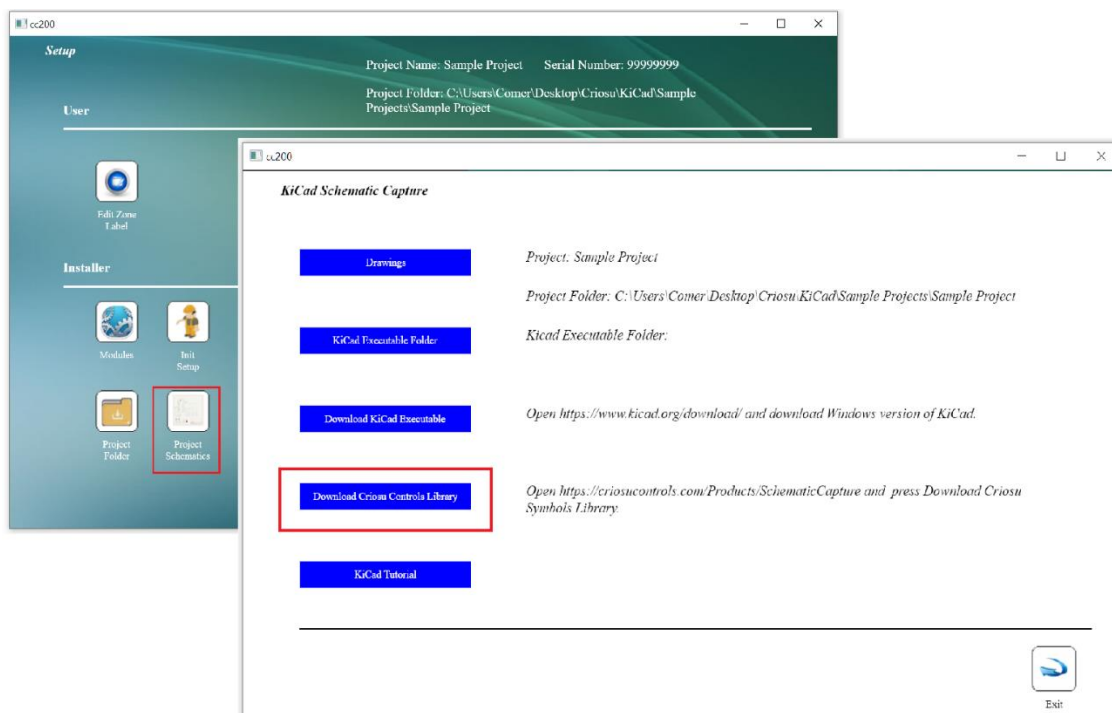 cc200
Setup
Project Name: Sample Project Serial Number: 99999999
Project Folder: C:\Users\Comer\Desktop\Criosu\KiCad\Sample
Projects\Sample Project
User
Edit Zone
Label
Installer
Modules
Init
Setup
Project
Folder
Project
Schematics
cc200
KiCad Schematic Capture
Drawings
Project: Sample Project
Project Folder: C:\Users\Comer\Desktop\Criosu\KiCad\Sample Projects\Sample Project
KiCad Executable Folder
Kicad Executable Folder:
Download KiCad Executable
Open https://www.kicad.org/download/ and download Windows version of KiCad.
Download Criosu Controls Library
Open https://criosucontrols.com/Products/SchematicCapture and press Download Criosu
Symbols Library.
KiCad Tutorial
Exit